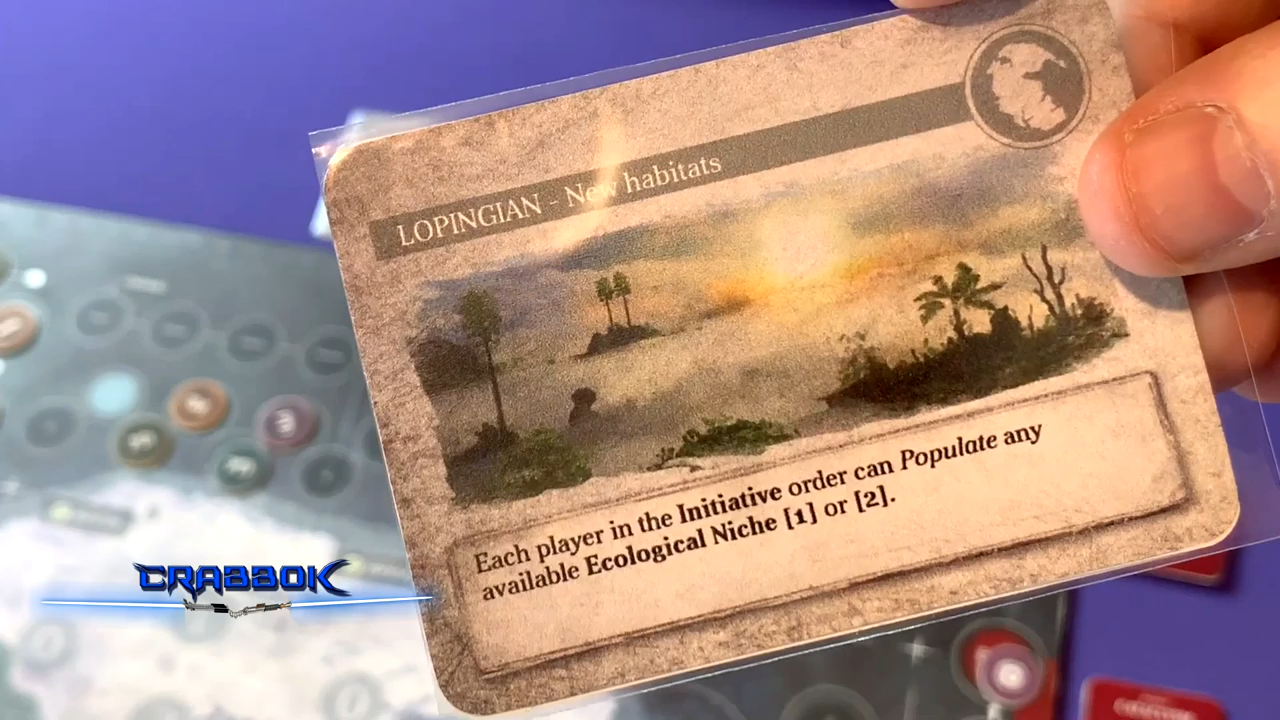 LOPINGIAN - New habitats
Each player in the Initiative order can Populate any
available Ecological Niche [1] or [2].
CRABBOK